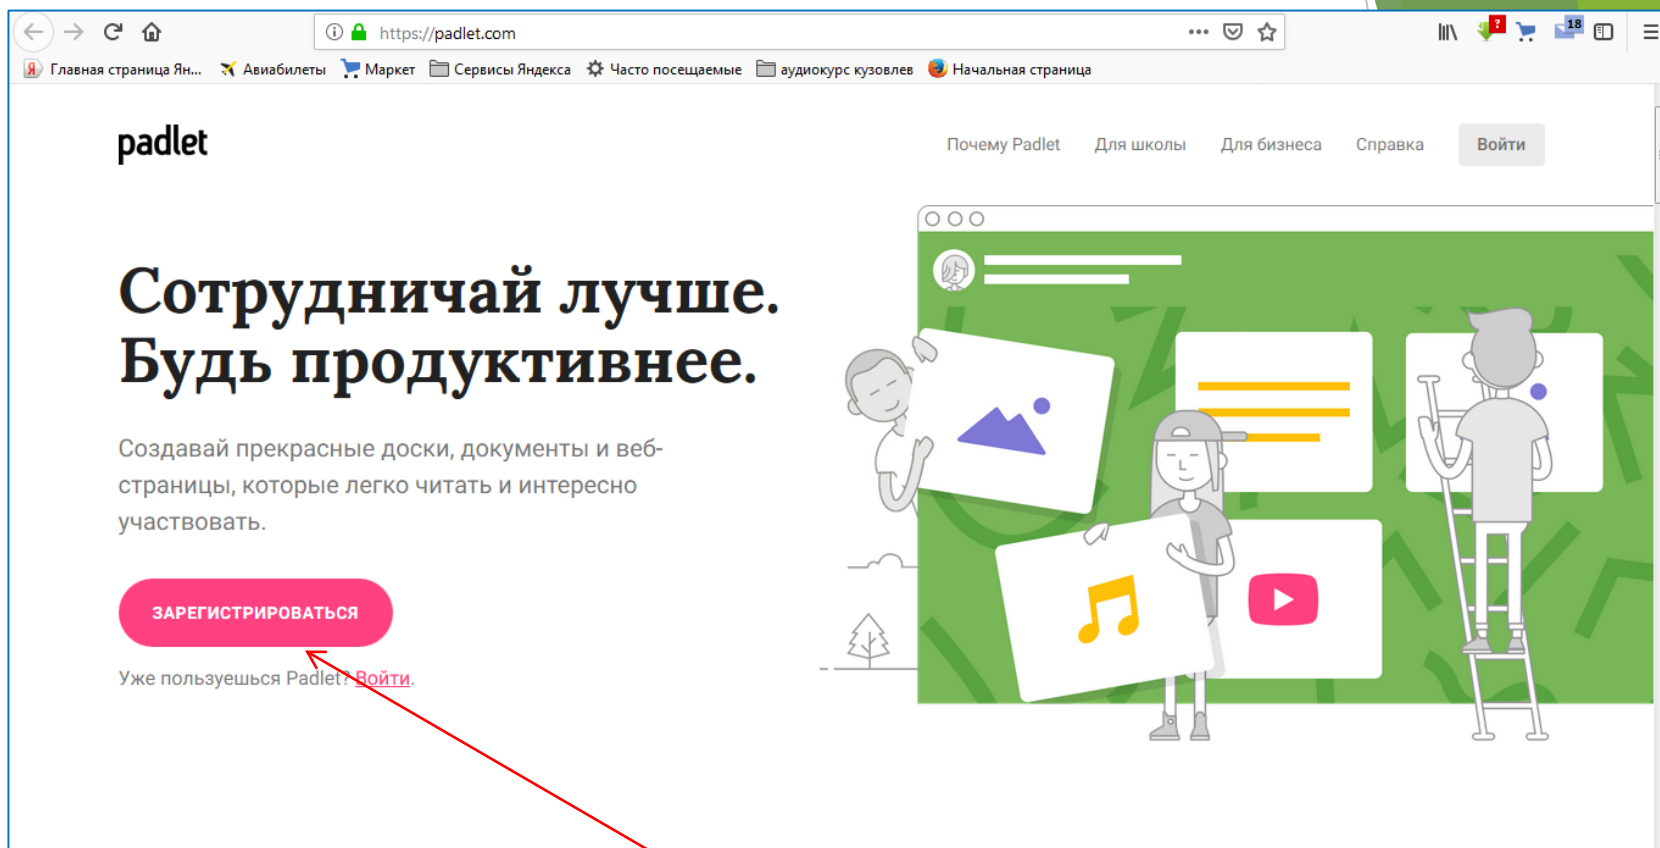 https://padlet.com
18
Главная страница Ян... Авиабилеты Маркет Сервисы Яндекса Часто посещаемые аудиокурс кузовлев Начальная страница
padlet
Почему Padlet Для школы Для бизнеса Справка Войти
Сотрудничай лучше.
Будь продуктивнее.
Создавай прекрасные доски, документы и веб-
страницы, которые легко читать и интересно
участвовать.
ЗАРЕГИСТРИРОВАТЬСЯ
Уже пользуешься Padlet? Войти.